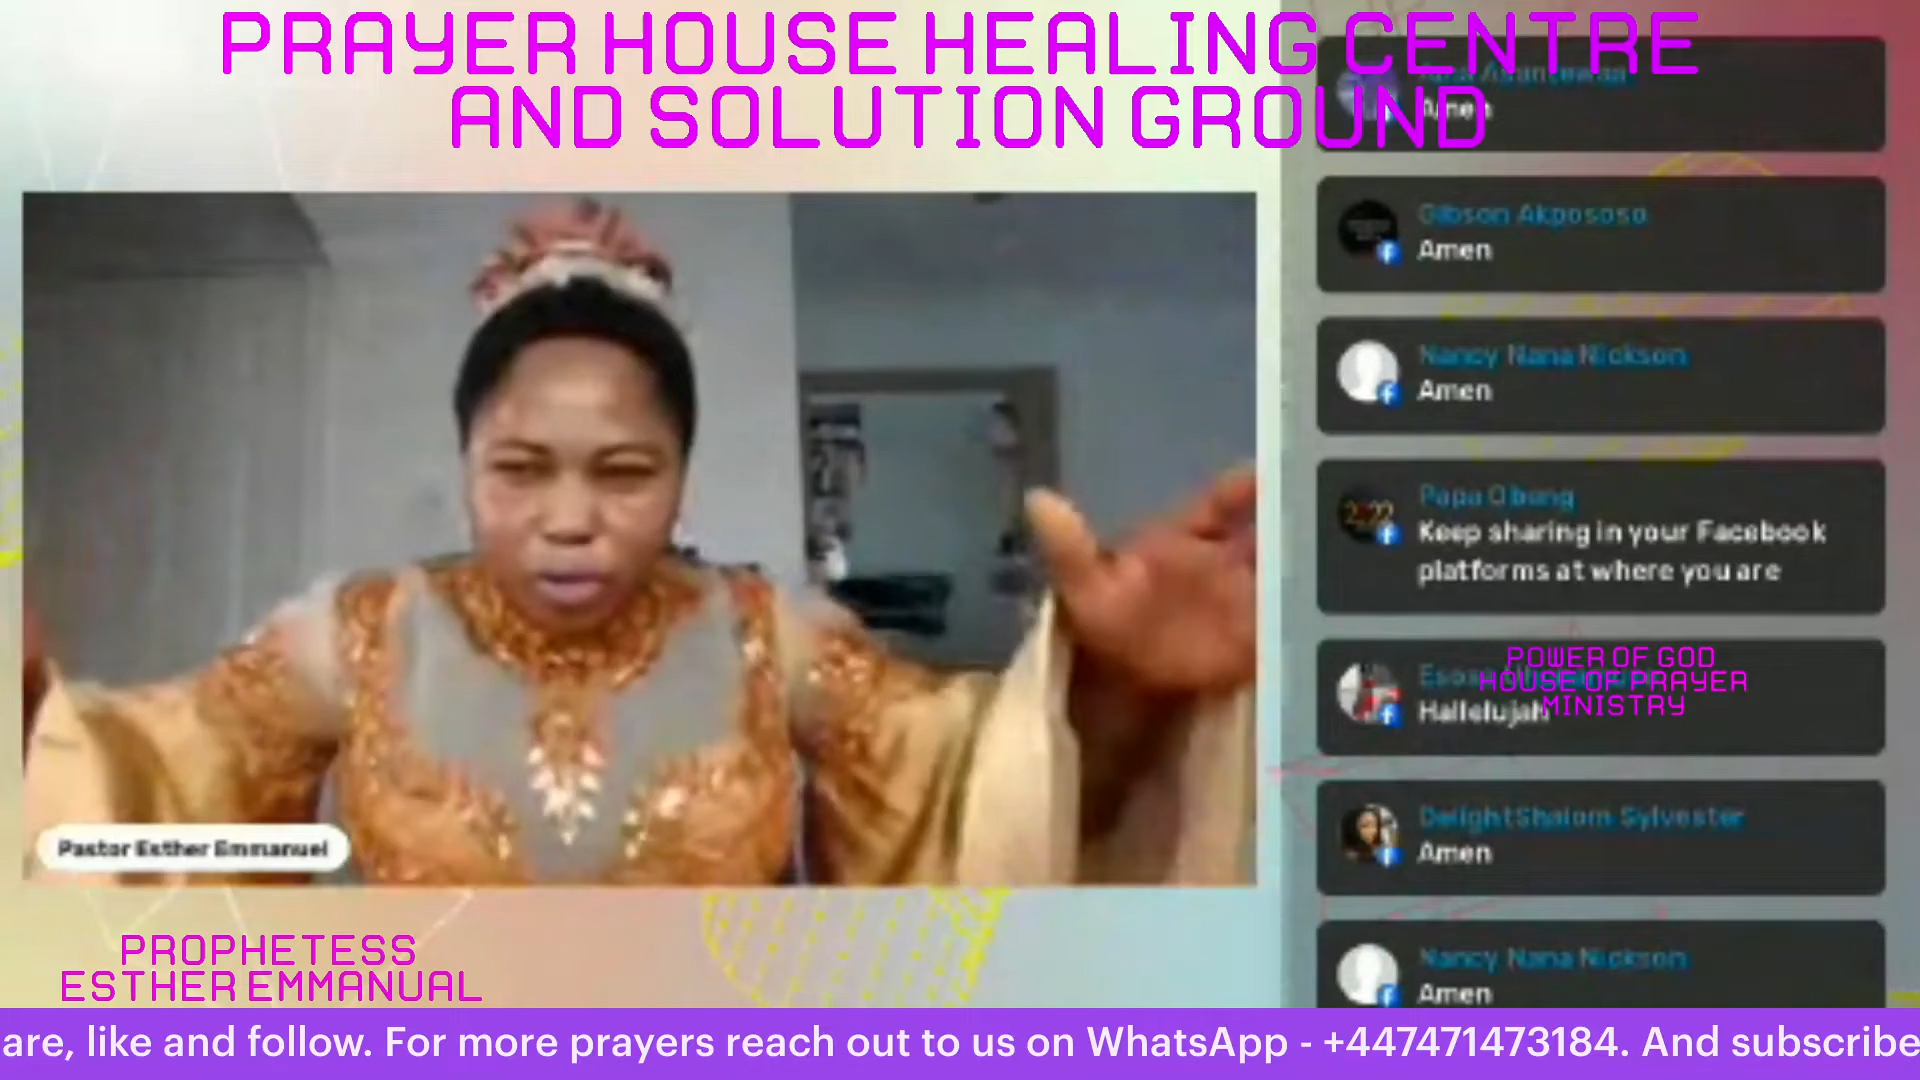 PRAYER HOUSE HEALING CENTRE
AND SOLUTION GROUND
Amen
Gibson Akpososo
Amen
Nancy Nana Nickson
Amen
Papa Obeng
Keep sharing in your Facebook
platforms at where you are
POWER OF GOD
HOUSE OF PRAYER
MINISTRY
Hallelujah
DwightShalom Sylvester
Amen
Nancy Nana Nickson
Amen
Pastor Esther Emmanuel
PROPHETESS
ESTHER EMMANUAL
are, like and follow. For more prayers reach out to us on WhatsApp - +447471473184. And subscribe